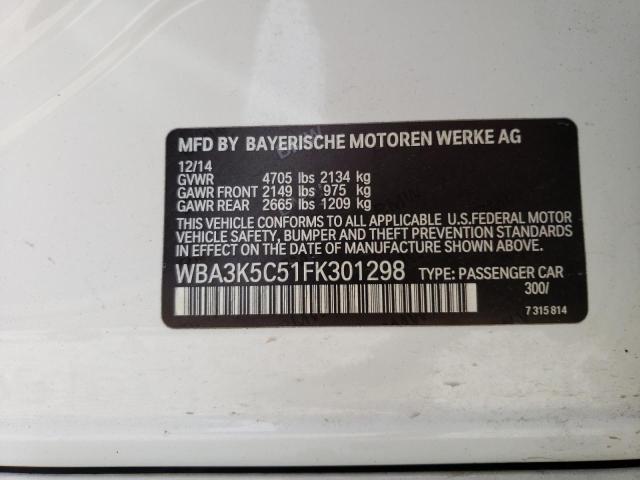 MFD BY BAYERISCHE MOTOREN WERKE AG
12/14
GVWR 4705 lbs 2134 kg
GAWR FRONT 2149 lbs 975 kg
GAWR REAR 2665 lbs 1209 kg
THIS VEHICLE CONFORMS TO ALL APPLICABLE U.S.FEDERAL MOTOR
VEHICLE SAFETY, BUMPER AND THEFT PREVENTION STANDARDS
IN EFFECT ON THE DATE OF MANUFACTURE SHOWN ABOVE.
WBA3K5C51FK301298 TYPE: PASSENGER CAR
300/
7 315 814